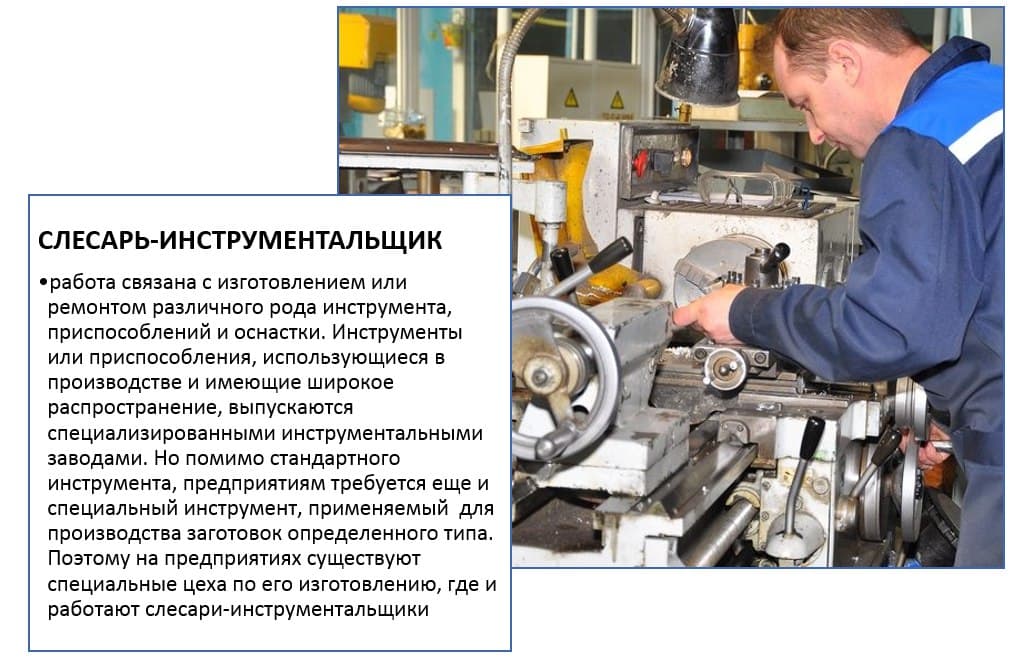 СЛЕСАРЬ-ИНСТРУМЕНТАЛЬЩИК
•работа связана с изготовлением или
ремонтом различного рода инструмента,
приспособлений и оснастки. Инструменты
или приспособления, использующиеся в
производстве и имеющие широкое
распространение, выпускаются
специализированными инструментальными
заводами. Но помимо стандартного
инструмента, предприятиям требуется еще и
специальный инструмент, применяемый  для
производства заготовок определенного типа.
Поэтому на предприятиях существуют
специальные цеха по его изготовлению, где и
работают слесари-инструментальщики